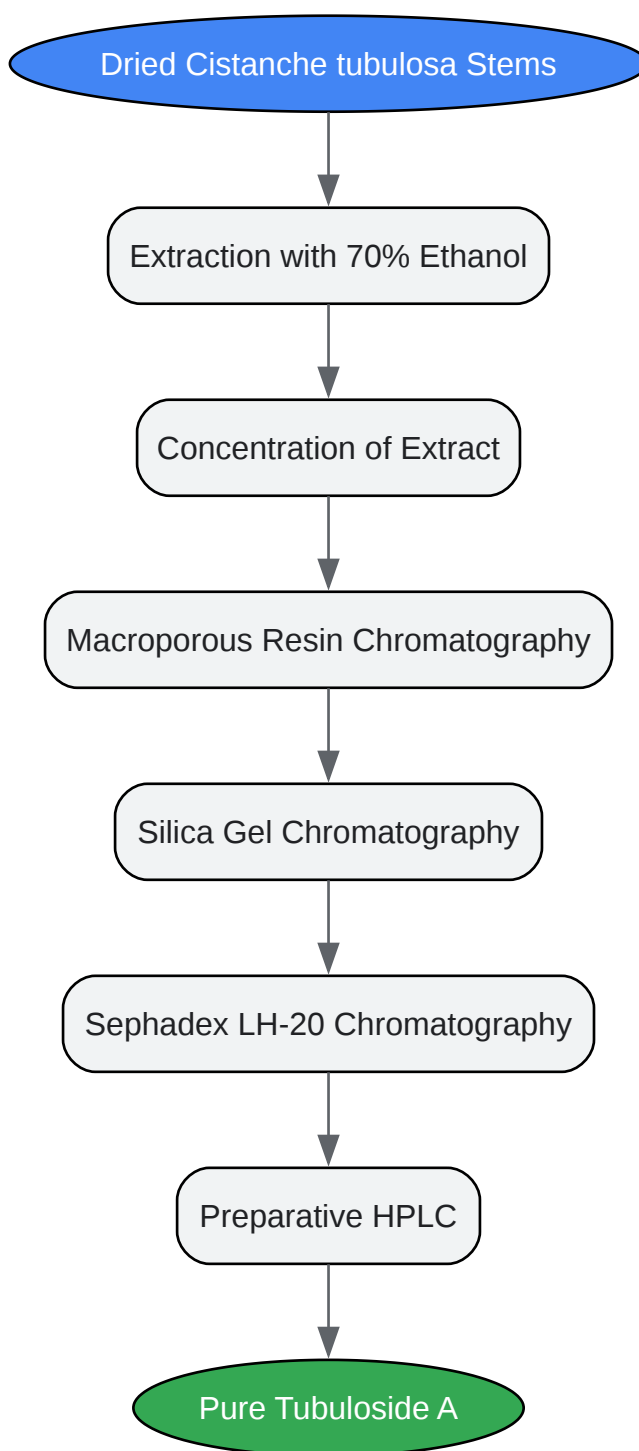 Dried Cistanche tubulosa Stems
Extraction with 70% Ethanol
Concentration of Extract
Macroporous Resin Chromatography
Silica Gel Chromatography
Sephadex LH-20 Chromatography
Preparative HPLC
Pure Tubuloside A